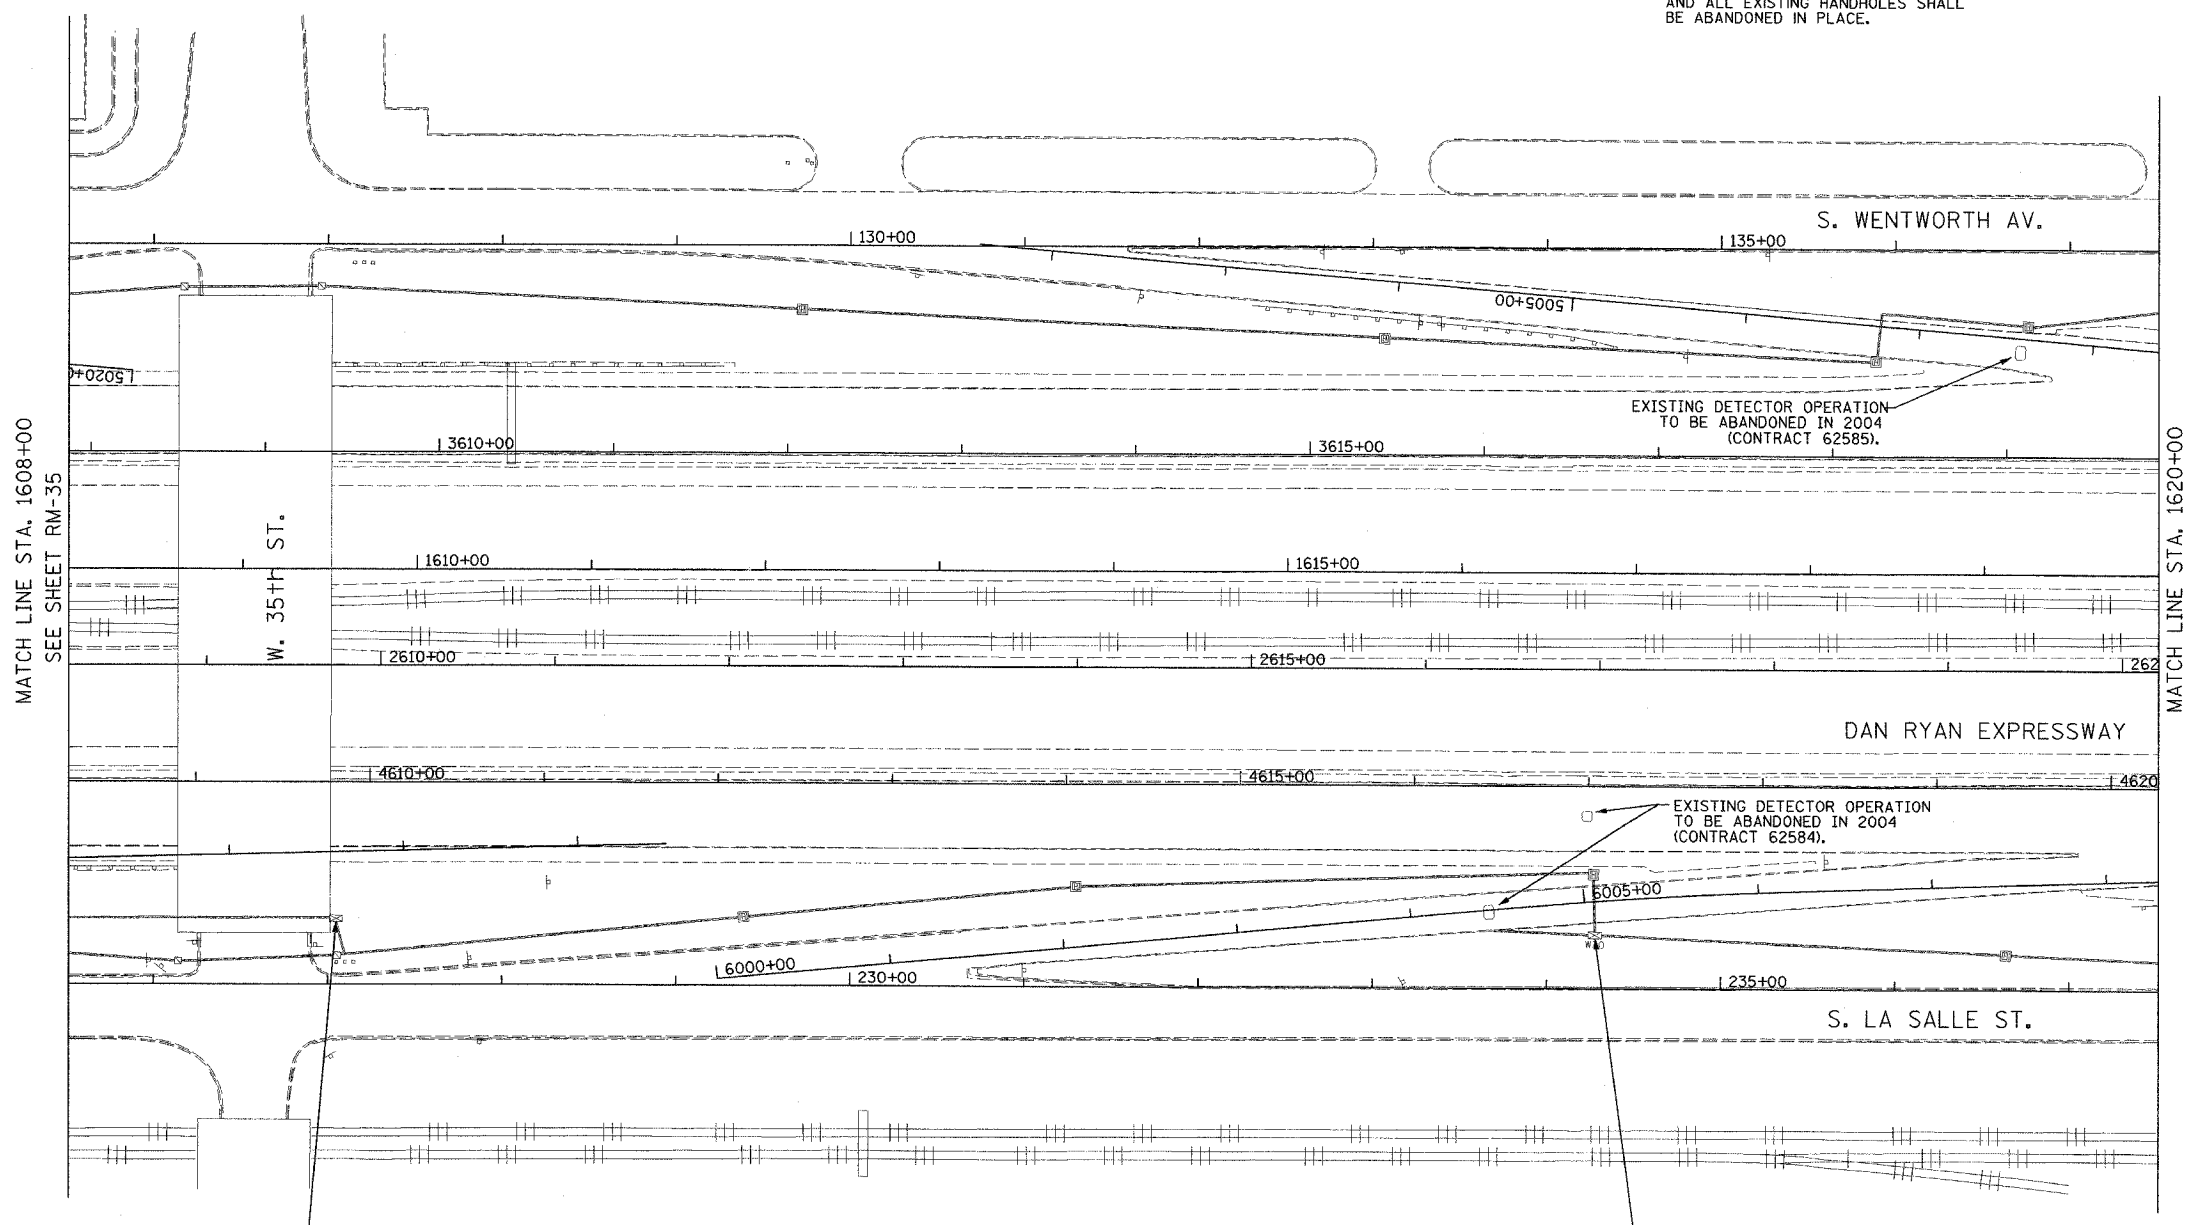 AND ALL EXISTING HANDHOLES SHALL
BE ABANDONED IN PLACE.
S. WENTWORTH AV.
130+00
135+00
5005+00
5020+0
EXISTING DETECTOR OPERATION
TO BE ABANDONED IN 2004
(CONTRACT 62585).
MATCH LINE STA. 1608+00
SEE SHEET RM-35
MATCH LINE STA. 1620+00
3610+00
3615+00
W. 35th ST.
1610+00
1615+00
2610+00
2615+00
262
DAN RYAN EXPRESSWAY
4610+00
4615+00
4620
EXISTING DETECTOR OPERATION
TO BE ABANDONED IN 2004
(CONTRACT 62584).
6005+00
6000+00
230+00
235+00
S. LA SALLE ST.